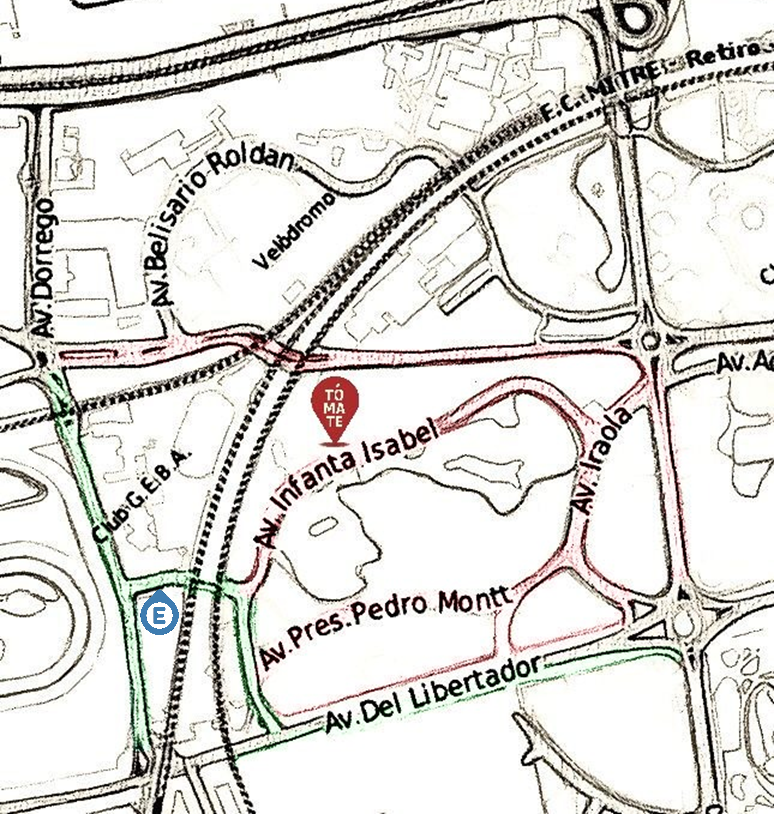 F.C. MITRE: Retiro
Av.Belisario Roldan
Velódromo
Av.Dorrego
Av.A
TÓ
MA
TE
Av. Infanta Isabel
Av. Iraola
Club G.E.B.A.
E
Av.Pres.Pedro Montt
Av.Del Libertador